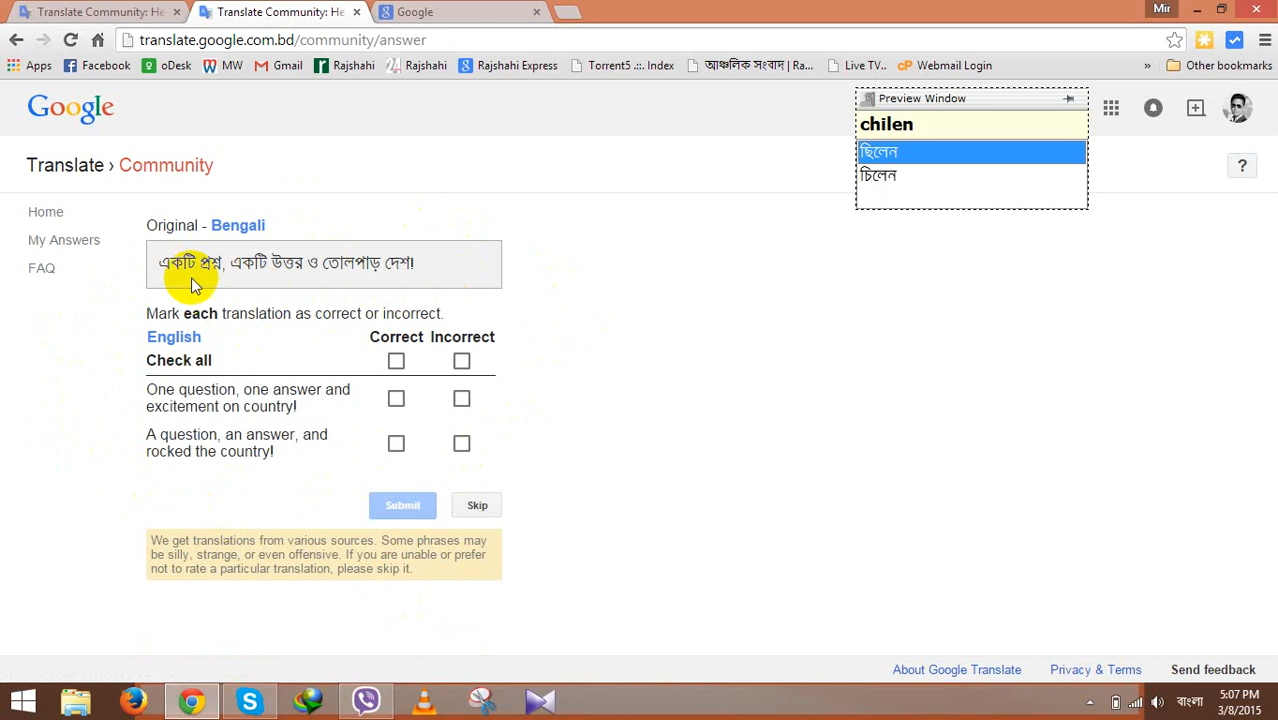 Translate Community: He
Translate Community: He
Google
Mir
translate.google.com.bd/community/answer
Apps
Facebook
oDesk
MW
Gmail
Rajshahi
Rajshahi
Rajshahi Express
Torrent5 .::. Index
আঞ্চলিক সংবাদ | Ra...
Live TV..
Webmail Login
»
Other bookmarks
Google
Preview Window
chilen
ছিলেন
চিলেন
Translate › Community
?
Home
My Answers
FAQ
Original - Bengali
একটি প্রশ্ন, একটি উত্তর ও তোলপাড় দেশ!
Mark each translation as correct or incorrect.
English Correct Incorrect
Check all
One question, one answer and
excitement on country!
A question, an answer, and
rocked the country!
Submit
Skip
We get translations from various sources. Some phrases may
be silly, strange, or even offensive. If you are unable or prefer
not to rate a particular translation, please skip it.
About Google Translate
Privacy & Terms
Send feedback
বাংলা
5:07 PM
3/8/2015